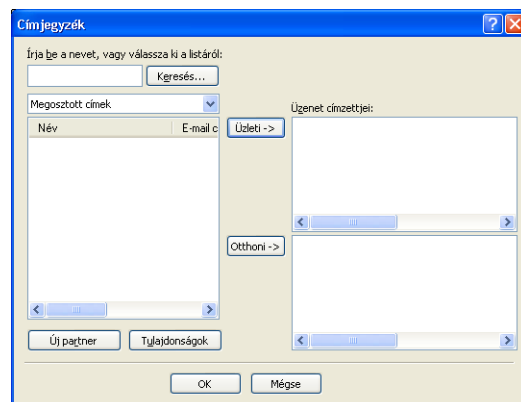 Címjegyzék
Írja be a nevet, vagy válassza ki a listáról:
Keresés...
Megosztott címek
Üzenet címzettjei:
Név E-mail c
Üzleti ->
Otthoni ->
Új partner Tulajdonságok
OK Mégse